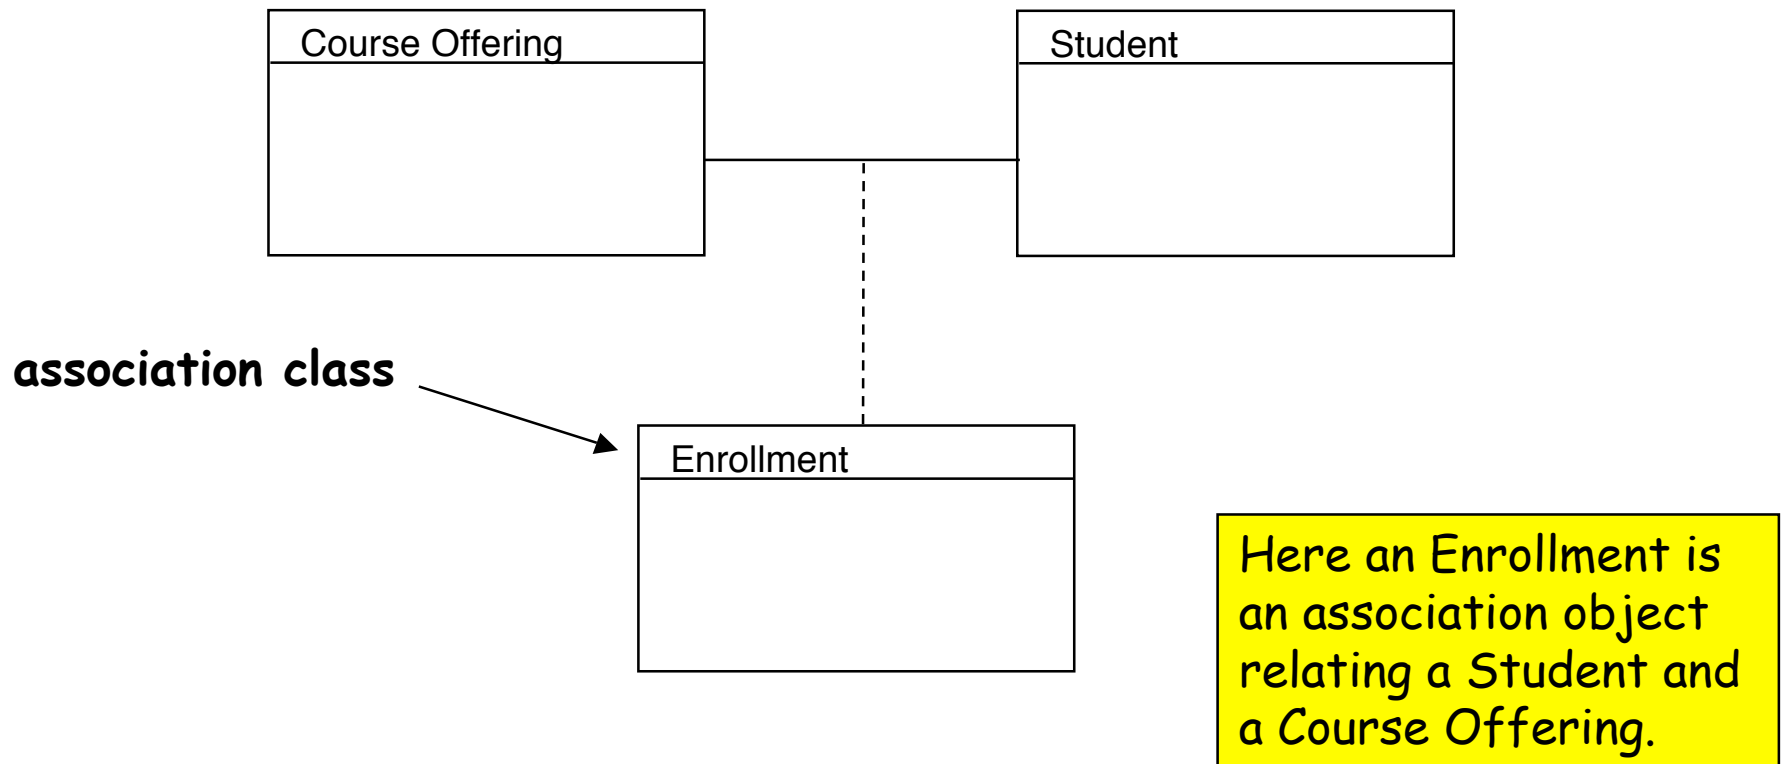 Course Offering
Student
association class
Enrollment
Here an Enrollment is
an association object
relating a Student and
a Course Offering.